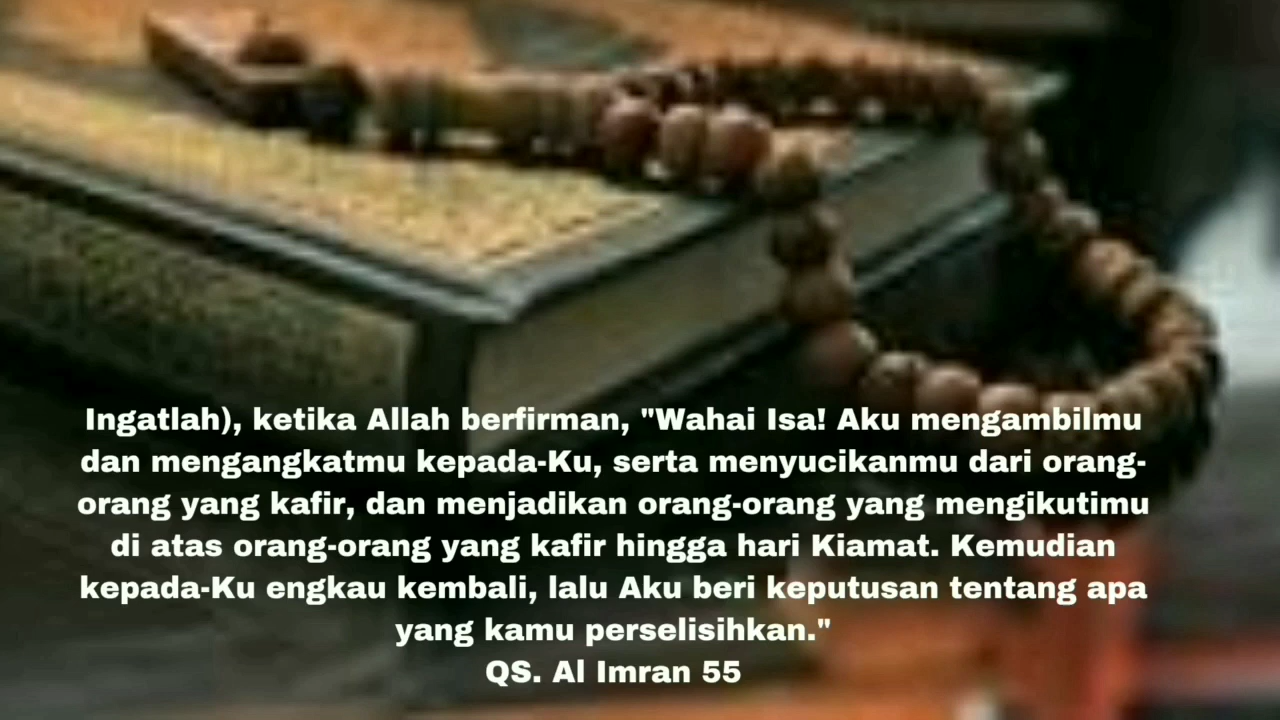 Ingatlah), ketika Allah berfirman, "Wahai Isa! Aku mengambilmu
dan mengangkatmu kepada-Ku, serta menyucikanmu dari orang-
orang yang kafir, dan menjadikan orang-orang yang mengikutimu
di atas orang-orang yang kafir hingga hari Kiamat. Kemudian
kepada-Ku engkau kembali, lalu Aku beri keputusan tentang apa
yang kamu perselisihkan."
QS. Al Imran 55